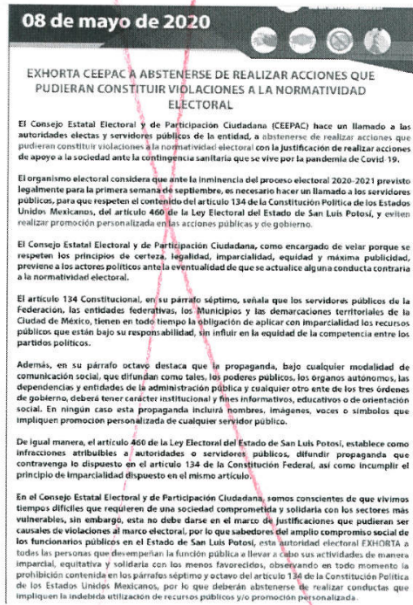 08 de mayo de 2020
EXHORTA CEEPAC A ABSTENERSE DE REALIZAR ACCIONES QUE
PUDIERAN CONSTITUIR VIOLACIONES A LA NORMATIVIDAD
ELECTORAL
El Consejo Estatal Electoral y de Participación Ciudadana (CEEPAC) hace un llamado a las
autoridades electas y servidores públicos de la entidad, a abstenerse de realizar acciones que
pudieran constituir violaciones a la normatividad electoral con la justificación de realizar acciones
de apoyo a la sociedad ante la contingencia sanitaria que se vive por la pandemia de Covid-19.
El organismo electoral considera que ante la inminencia del proceso electoral 2020-2021 previsto
legalmente para la primera semana de septiembre, es necesario hacer un llamado a los servidores
públicos, para que respeten el contenido del artículo 134 de la Constitución Política de los Estados
Unidos Mexicanos, del artículo 460 de la Ley Electoral del Estado de San Luis Potosí, y eviten
realizar promoción personalizada en las acciones públicas y de gobierno.
El Consejo Estatal Electoral y de Participación Ciudadana, como encargado de velar porque se
respeten los principios de certeza, legalidad, imparcialidad, equidad y máxima publicidad,
previene a los actores políticos ante la eventualidad de que se actualice alguna conducta contraria
a la normatividad electoral.
El artículo 134 Constitucional, en su párrafo séptimo, señala que los servidores públicos de la
Federación, las entidades federativas, los Municipios y las demarcaciones territoriales de la
Ciudad de México, tienen en todo tiempo la obligación de aplicar con imparcialidad los recursos
públicos que están bajo su responsabilidad, sin influir en la equidad de la competencia entre los
partidos políticos.
Además, en su párrafo octavo destaca que la propaganda, bajo cualquier modalidad de
comunicación social, que difundan como tales, los poderes públicos, los órganos autónomos, las
dependencias y entidades de la administración pública y cualquier otro ente de los tres órdenes
de gobierno, deberá tener carácter institucional y fines informativos, educativos o de orientación
social. En ningún caso esta propaganda incluirá nombres, imágenes, voces o símbolos que
impliquen promoción personalizada de cualquier servidor público.
De igual manera, el artículo 460 de la Ley Electoral del Estado de San Luis Potosí, establece como
infracciones atribuibles a autoridades o servidores públicos, difundir propaganda que
contravenga lo dispuesto en el artículo 134 de la Constitución Federal, así como incumplir el
principio de imparcialidad dispuesto en el mismo artículo.
En el Consejo Estatal Electoral y de Participación Ciudadana, somos conscientes de que vivimos
tiempos difíciles que requieren de una sociedad comprometida y solidaria con los sectores más
vulnerables, sin embargo, esta no debe darse en el marco de justificaciones que pudieran ser
causales de violaciones al marco electoral, por lo que sabedores del amplio compromiso social de
los funcionarios públicos en el Estado de San Luis Potosí, esta autoridad electoral EXHORTA a
todas las personas que desempeñan la función pública a llevar a cabo sus actividades de manera
imparcial, equitativa y solidaria con los menos favorecidos, observando en todo momento la
prohibición contenida en los párrafos séptimo y octavo del artículo 134 de la Constitución Política
de los Estados Unidos Mexicanos, por lo que deberán abstenerse de realizar conductas que
impliquen la indebida utilización de recursos públicos y/o promoción personalizada.